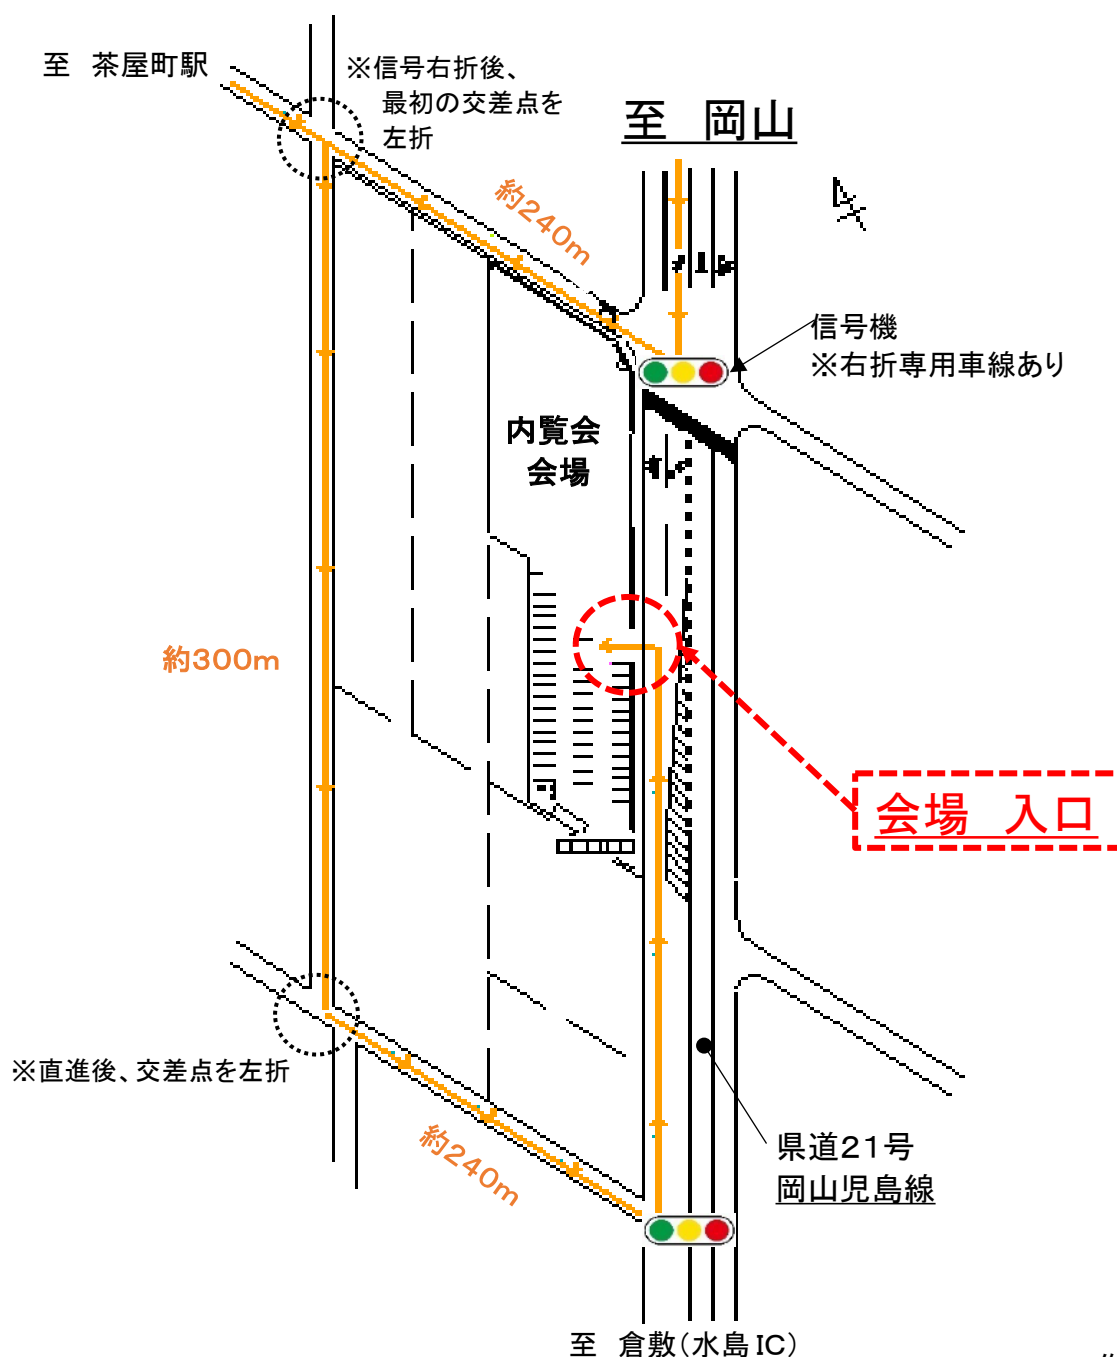 至 茶屋町駅
※信号右折後、
最初の交差点を
左折
至 岡山
約240m
信号機
※右折専用車線あり
内覧会
会場
約300m
会場 入口
※直進後、交差点を左折
約240m
県道21号
岡山児島線
至 倉敷(水島IC)